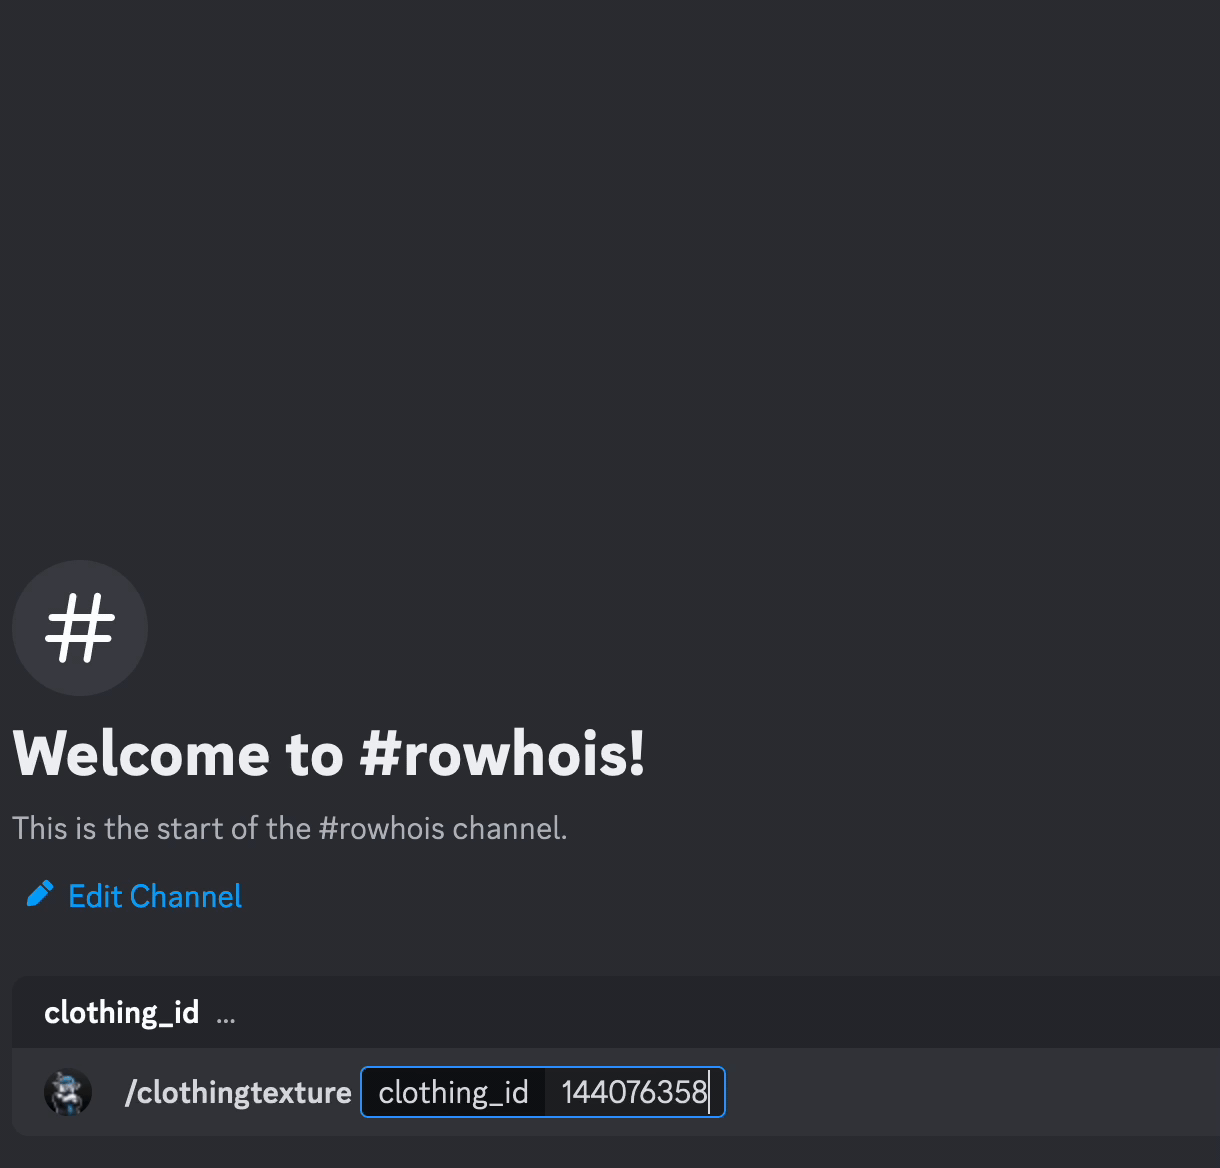 Welcome to #rowhois!
This is the start of the #rowhois channel.
Edit Channel
clothing_id ...
/clothingtexture clothing_id 144076358